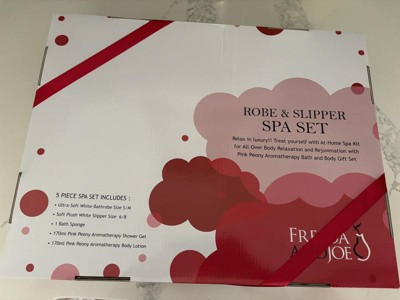 ROBE & SLIPPER
SPA SET
Relax in luxury!! Treat yourself with At-Home Spa Kit
for All-Over Body Relaxation and Rejuvenation with
Pink Peony Aromatherapy Bath and Body Gift Set
5 PIECE SPA SET INCLUDES :
• Ultra-Soft White Bathrobe Size S/M
• Soft Plush White Slipper Size 6-8
• 1 Bath Sponge
• 170ml Pink Peony Aromatherapy Shower Gel
• 170ml Pink Peony Aromatherapy Body Lotion
FREIDA
AND JOE